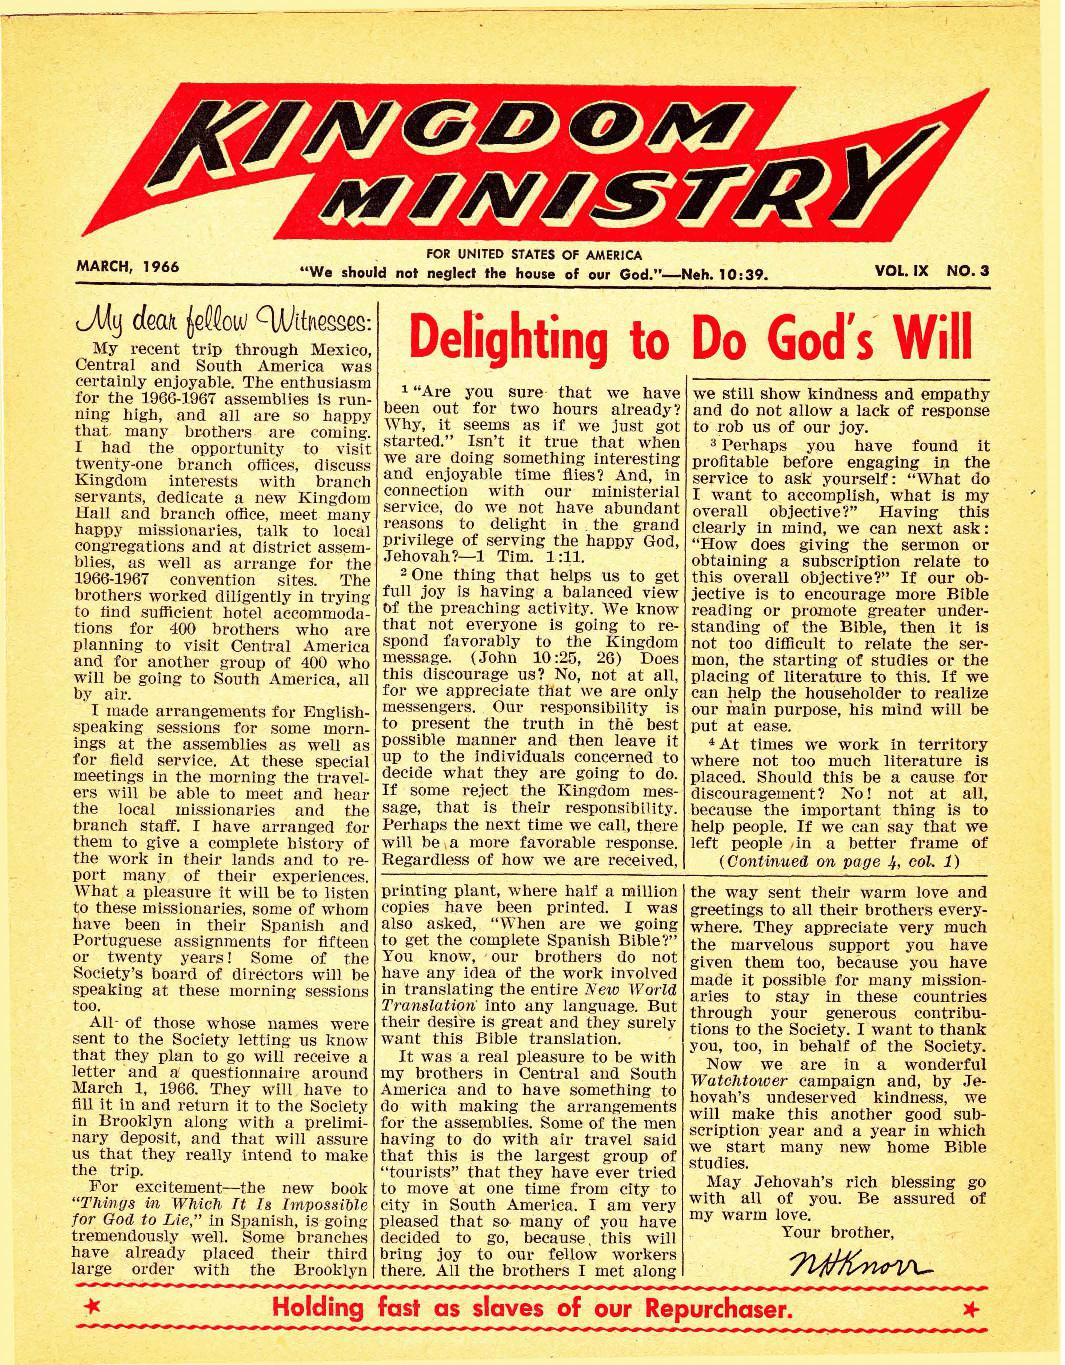 KINGDOM
MINISTRY
FOR UNITED STATES OF AMERICA
MARCH, 1966
"We should not neglect the house of our God."—Neh. 10:39.
VOL. IX NO. 3
My dear fellow Witnesses:
My recent trip through Mexico,
Central and South America was
certainly enjoyable. The enthusiasm
for the 1966-1967 assemblies is run-
ning high, and all are so happy
that many brothers are coming.
I had the opportunity to visit
twenty-one branch offices, discuss
Kingdom interests with branch
servants, dedicate a new Kingdom
Hall and branch office, meet many
happy missionaries, talk to local
congregations and at district assem-
blies, as well as arrange for the
1966-1967 convention sites. The
brothers worked diligently in trying
to find sufficient hotel accommoda-
tions for 400 brothers who are
planning to visit Central America
and for another group of 400 who
will be going to South America, all
by air.
I made arrangements for English-
speaking sessions for some morn-
ings at the assemblies as well as
for field service. At these special
meetings in the morning the travel-
ers will be able to meet and hear
the local missionaries and the
branch staff. I have arranged for
them to give a complete history of
the work in their lands and to re-
port many of their experiences.
What a pleasure it will be to listen
to these missionaries, some of whom
have been in their Spanish and
Portuguese assignments for fifteen
or twenty years! Some of the
Society's board of directors will be
speaking at these morning sessions
too.
All of those whose names were
sent to the Society letting us know
that they plan to go will receive a
letter and a questionnaire around
March 1, 1966. They will have to
fill it in and return it to the Society
in Brooklyn along with a prelimi-
nary deposit, and that will assure
us that they really intend to make
the trip.
For excitement—the new book
"Things in Which It Is Impossible
for God to Lie," in Spanish, is going
tremendously well. Some branches
have already placed their third
large order with the Brooklyn
printing plant, where half a million
copies have been printed. I was
also asked, "When are we going
to get the complete Spanish Bible?"
You know, our brothers do not
have any idea of the work involved
in translating the entire New World
Translation into any language. But
their desire is great and they surely
want this Bible translation.
It was a real pleasure to be with
my brothers in Central and South
America and to have something to
do with making the arrangements
for the assemblies. Some of the men
having to do with air travel said
that this is the largest group of
"tourists" that they have ever tried
to move at one time from city to
city in South America. I am very
pleased that so many of you have
decided to go, because this will
bring joy to our fellow workers
there. All the brothers I met along
the way sent their warm love and
greetings to all their brothers every-
where. They appreciate very much
the marvelous support you have
given them too, because you have
made it possible for many mission-
aries to stay in these countries
through your generous contribu-
tions to the Society. I want to thank
you, too, in behalf of the Society.
Now we are in a wonderful
Watchtower campaign and, by Je-
hovah's undeserved kindness, we
will make this another good sub-
scription year and a year in which
we start many new home Bible
studies.
May Jehovah's rich blessing go
with all of you. Be assured of
my warm love.
Your brother,
N H Knorr
Delighting to Do God's Will
1 "Are you sure that we have
been out for two hours already?
Why, it seems as if we just got
started." Isn't it true that when
we are doing something interesting
and enjoyable time flies? And, in
connection with our ministerial
service, do we not have abundant
reasons to delight in the grand
privilege of serving the happy God,
Jehovah?—1 Tim. 1:11.
2 One thing that helps us to get
full joy is having a balanced view
of the preaching activity. We know
that not everyone is going to re-
spond favorably to the Kingdom
message. (John 10:25, 26) Does
this discourage us? No, not at all,
for we appreciate that we are only
messengers. Our responsibility is
to present the truth in the best
possible manner and then leave it
up to the individuals concerned to
decide what they are going to do.
If some reject the Kingdom mes-
sage, that is their responsibility.
Perhaps the next time we call, there
will be a more favorable response.
Regardless of how we are received,
we still show kindness and empathy
and do not allow a lack of response
to rob us of our joy.
3 Perhaps you have found it
profitable before engaging in the
service to ask yourself: "What do
I want to accomplish, what is my
overall objective?" Having this
clearly in mind, we can next ask:
"How does giving the sermon or
obtaining a subscription relate to
this overall objective?" If our ob-
jective is to encourage more Bible
reading or promote greater under-
standing of the Bible, then it is
not too difficult to relate the ser-
mon, the starting of studies or the
placing of literature to this. If we
can help the householder to realize
our main purpose, his mind will be
put at ease.
4 At times we work in territory
where not too much literature is
placed. Should this be a cause for
discouragement? No! not at all,
because the important thing is to
help people. If we can say that we
left people in a better frame of
(Continued on page 4, col. 1)
Holding fast as slaves of our Repurchaser.